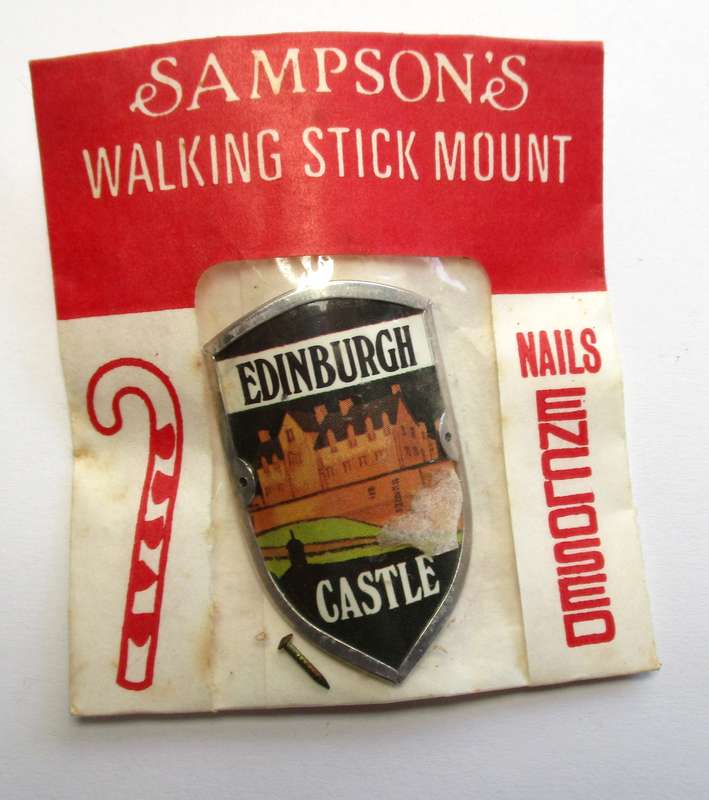 SAMPSON'S
WALKING STICK MOUNT
EDINBURGH
CASTLE
NAILS
ENCLOSED